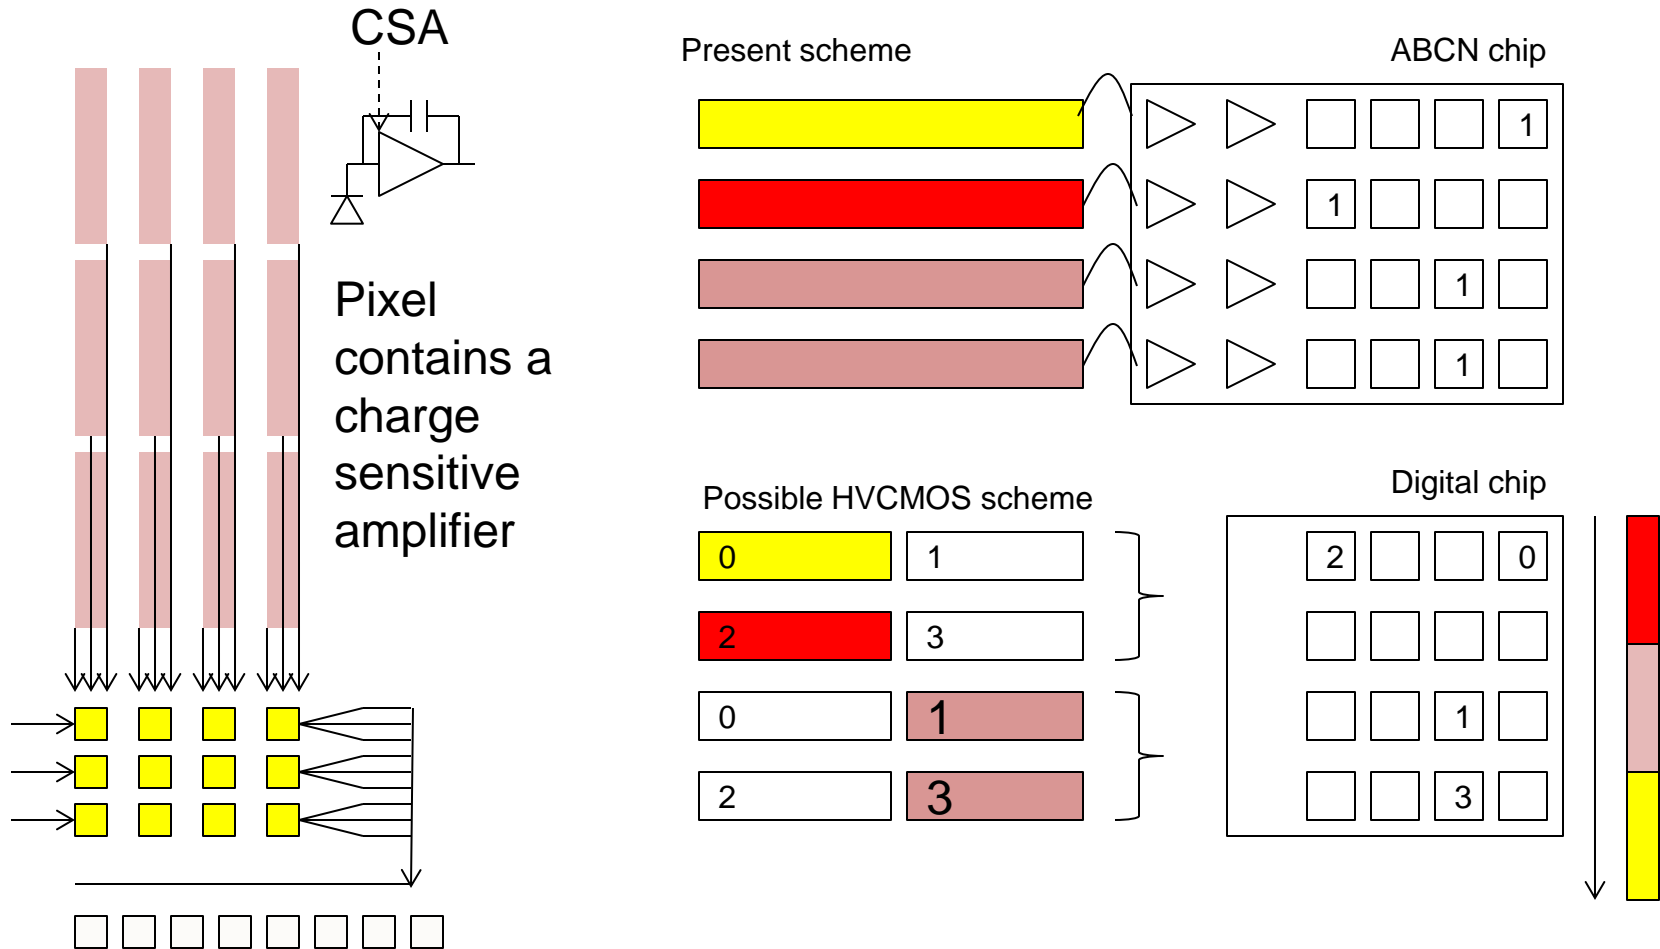 CSA
Pixel
contains a
charge
sensitive
amplifier
Present scheme
ABCN chip
1
1
1
1
Possible HVCMOS scheme
Digital chip
0 1
2 3
0 1
2 3
2 0
1
3